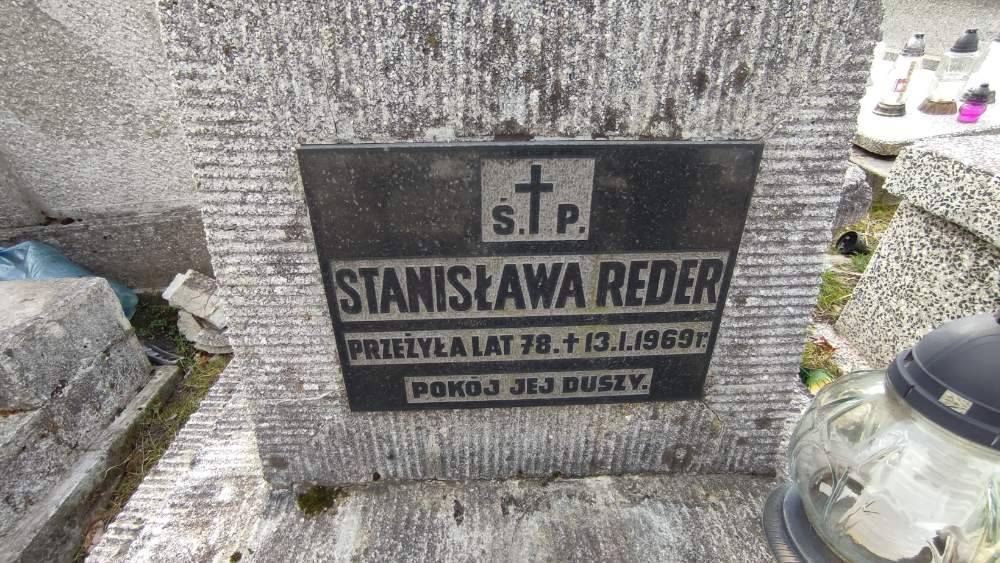 Ś.✝P.
STANISŁAWA REDER
PRZEŻYŁA LAT 78. ✝ 13.I.1969 r.
POKÓJ JEJ DUSZY.